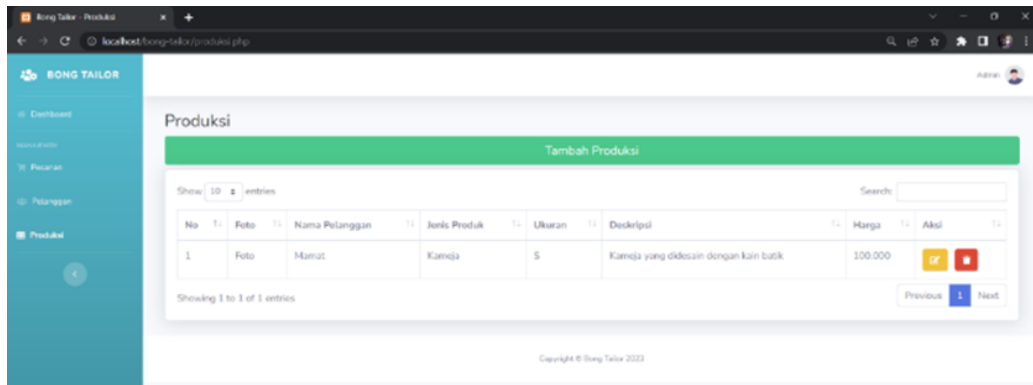 Bong Tailor - Produksi
localhost/bong-tailor/produksi.php
BONG TAILOR
Admin
Dashboard
Pesanan
Pelanggan
Produksi
Produksi
Tambah Produksi
Show 10 entries
Search:
No Foto Nama Pelanggan Jenis Produk Ukuran Deskripsi Harga Aksi
1 Foto Mamat Kameja S Kameja yang didesain dengan kain batik 100.000
Showing 1 to 1 of 1 entries
Previous 1 Next
Copyright © Bong Tailor 2023